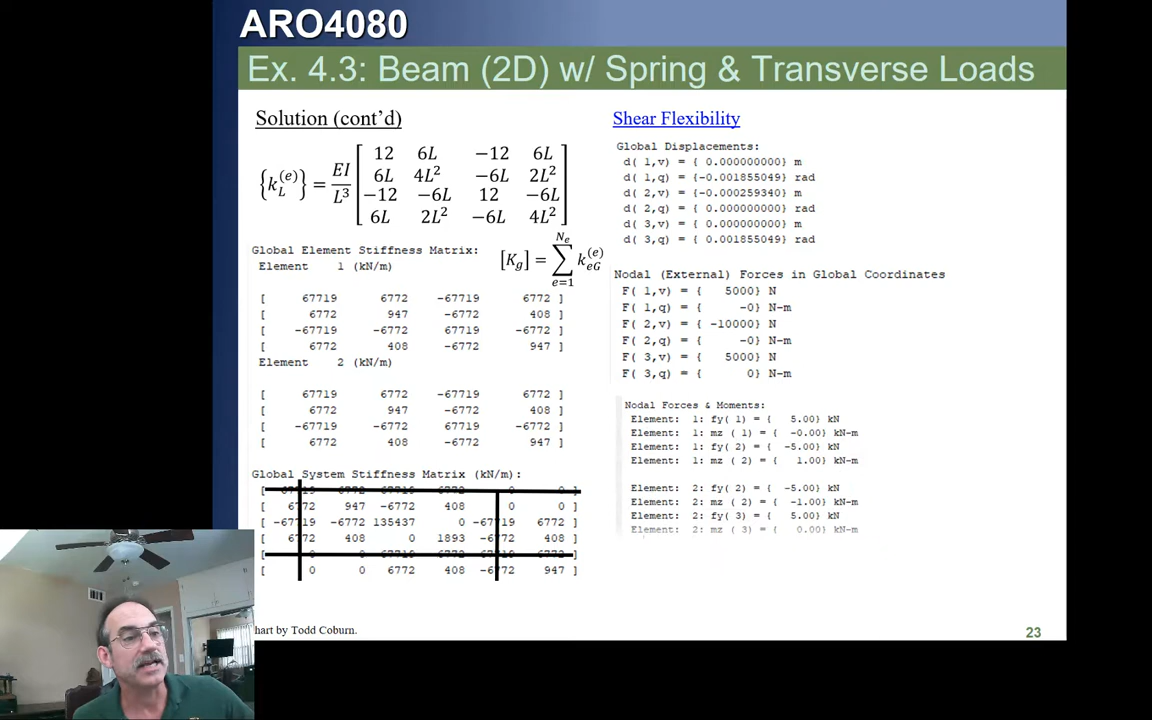 ARO4080
Ex. 4.3: Beam (2D) w/ Spring & Transverse Loads
Solution (cont'd)
{k_L^(e)} = EI/L³ [
12 6L −12 6L
6L 4L² −6L 2L²
−12 −6L 12 −6L
6L 2L² −6L 4L²
]
Global Element Stiffness Matrix:
Element 1 (kN/m)
[Kg] = ∑ e=1 Ne k_eG^(e)
[ 67719 6772 -67719 6772 ]
[ 6772 947 -6772 408 ]
[ -67719 -6772 67719 -6772 ]
[ 6772 408 -6772 947 ]
Element 2 (kN/m)
[ 67719 6772 -67719 6772 ]
[ 6772 947 -6772 408 ]
[ -67719 -6772 67719 -6772 ]
[ 6772 408 -6772 947 ]
Global System Stiffness Matrix (kN/m):
[ 6772 947 -6772 408 0 0 ]
[ -67719 -6772 135437 0 -67719 6772 ]
[ 6772 408 0 1893 -6772 408 ]
[ 0 0 6772 408 -6772 947 ]
hart by Todd Coburn.
Shear Flexibility
Global Displacements:
d( 1,v) = { 0.000000000} m
d( 1,q) = {-0.001855049} rad
d( 2,v) = {-0.000259340} m
d( 2,q) = { 0.000000000} rad
d( 3,v) = { 0.000000000} m
d( 3,q) = { 0.001855049} rad
Nodal (External) Forces in Global Coordinates
F( 1,v) = { 5000} N
F( 1,q) = { -0} N-m
F( 2,v) = { -10000} N
F( 2,q) = { -0} N-m
F( 3,v) = { 5000} N
F( 3,q) = { 0} N-m
Nodal Forces & Moments:
Element: 1: fy( 1) = { 5.00} kN
Element: 1: mz ( 1) = { -0.00} kN-m
Element: 1: fy( 2) = { -5.00} kN
Element: 1: mz ( 2) = { 1.00} kN-m
Element: 2: fy( 2) = { -5.00} kN
Element: 2: mz ( 2) = { -1.00} kN-m
Element: 2: fy( 3) = { 5.00} kN
Element: 2: mz ( 3) = { 0.00} kN-m
23